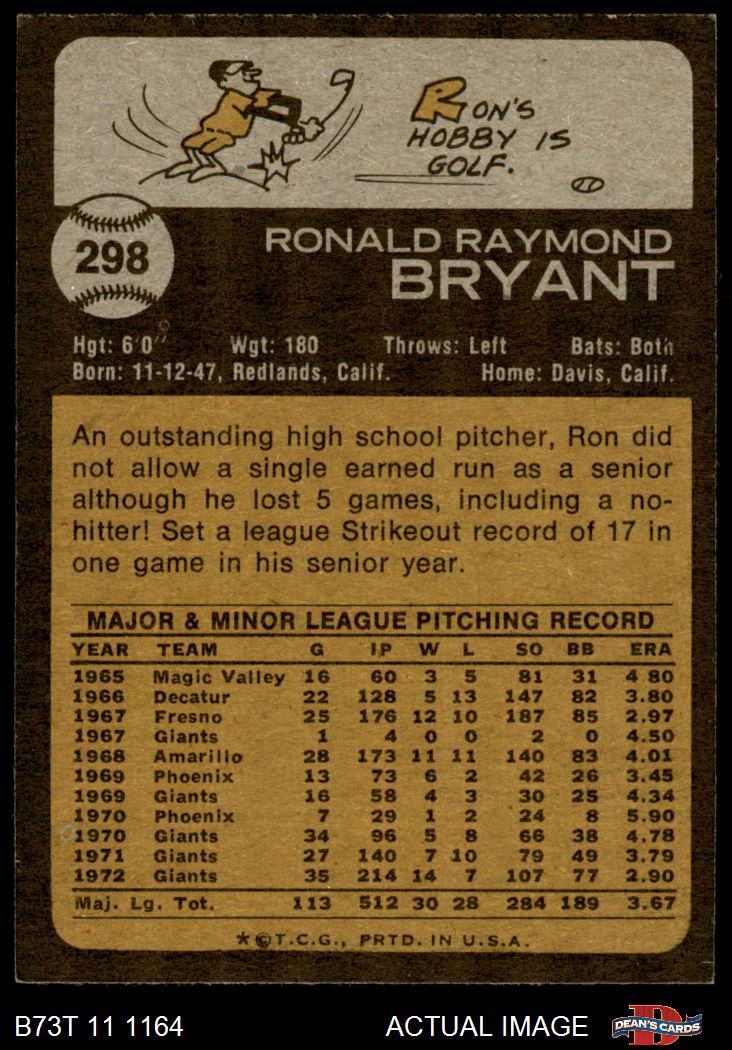 RON'S
HOBBY IS
GOLF.
298
RONALD RAYMOND
BRYANT
Hgt: 6'0" Wgt: 180 Throws: Left Bats: Both
Born: 11-12-47, Redlands, Calif. Home: Davis, Calif.
An outstanding high school pitcher, Ron did
not allow a single earned run as a senior
although he lost 5 games, including a no-
hitter! Set a league Strikeout record of 17 in
one game in his senior year.
MAJOR & MINOR LEAGUE PITCHING RECORD
YEAR TEAM G IP W L SO BB ERA
1965 Magic Valley 16 60 3 5 81 31 4.80
1966 Decatur 22 128 5 13 147 82 3.80
1967 Fresno 25 176 12 10 187 85 2.97
1967 Giants 1 4 0 0 2 0 4.50
1968 Amarillo 28 173 11 11 140 83 4.01
1969 Phoenix 13 73 6 2 42 26 3.45
1969 Giants 16 58 4 3 30 25 4.34
1970 Phoenix 7 29 1 2 24 8 5.90
1970 Giants 34 96 5 8 66 38 4.78
1971 Giants 27 140 7 10 79 49 3.79
1972 Giants 35 214 14 7 107 77 2.90
Maj. Lg. Tot. 113 512 30 28 284 189 3.67
*©T.C.G., PRTD. IN U.S.A.
B73T 11 1164 ACTUAL IMAGE
D
DEAN'S CARDS